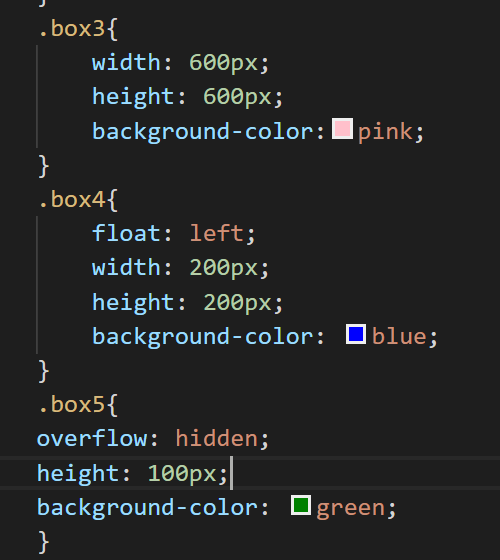 }
.box3{
width: 600px;
height: 600px;
background-color: pink;
}
.box4{
float: left;
width: 200px;
height: 200px;
background-color: blue;
}
.box5{
overflow: hidden;
height: 100px;
background-color: green;
}